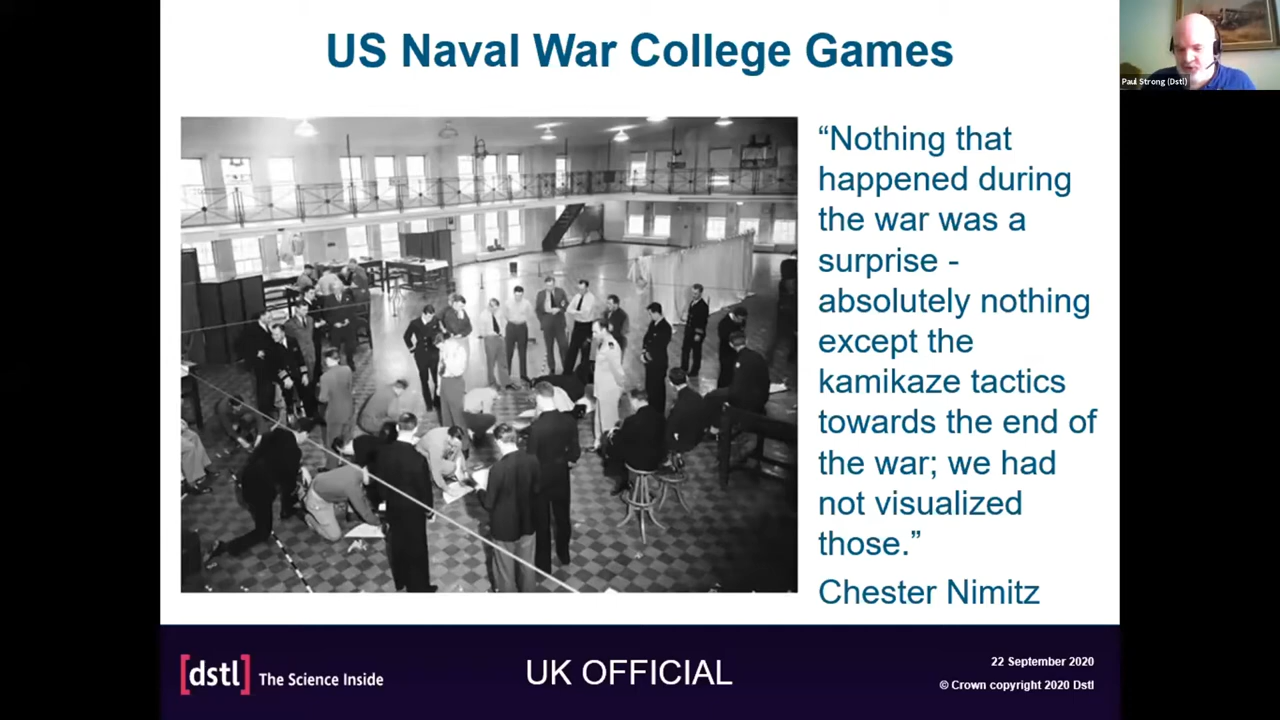 US Naval War College Games
Paul Strong (Dstl)
“Nothing that
happened during
the war was a
surprise -
absolutely nothing
except the
kamikaze tactics
towards the end of
the war; we had
not visualized
those.”
Chester Nimitz
[dstl] The Science Inside
UK OFFICIAL
22 September 2020
© Crown copyright 2020 Dstl